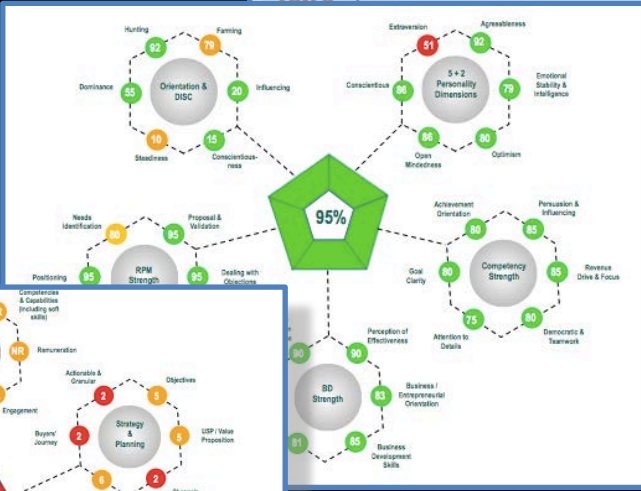 Hunting
92
Farming
79
Dominance
55
Orientation &
DISC
20
Influencing
10
Steadiness
15
Conscientious-
ness
Extraversion
51
Agreeableness
92
Conscientious
86
5 + 2
Personality
Dimensions
79
Emotional
Stability &
Intelligence
86
Open
Mindedness
80
Optimism
95%
Needs
Identification
80
95
Proposal &
Validation
Positioning
95
RPM
Strength
95
Dealing with
Objections
Achievement
Orientation
80
85
Persuasion &
Influencing
Goal
Clarity
80
Competency
Strength
85
Revenue
Drive & Focus
75
Attention to
Details
80
Democratic &
Teamwork
90
90
Perception of
Effectiveness
BD
Strength
83
Business /
Entrepreneurial
Orientation
81
85
Business
Development
Skills
Competencies
& Capabilities
(including soft
skills)
NR
Remuneration
Engagement
Actionable &
Granular
2
5
Objectives
Buyers'
Journey
2
Strategy
&
Planning
5
USP / Value
Proposition
6
2